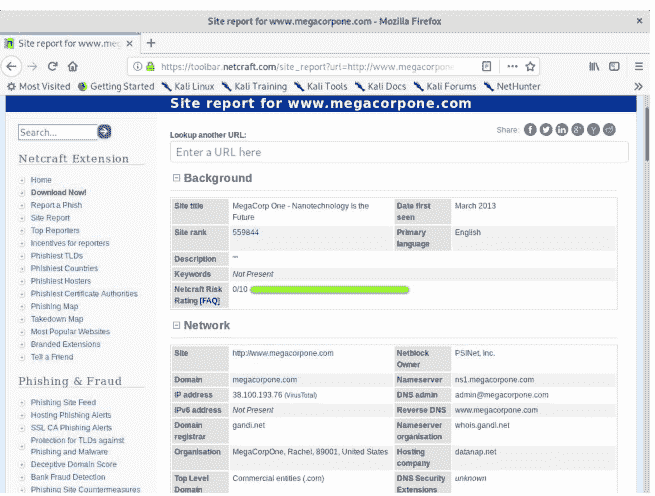 Site report for www.megacorpone.com - Mozilla Firefox
Site report for www.meg
https://toolbar.netcraft.com/site_report?url=http://www.megacorpone
Most Visited Getting Started Kali Linux Kali Training Kali Tools Kali Docs Kali Forums NetHunter
Site report for www.megacorpone.com
Search...
Share:
Netcraft Extension
Home
Download Now!
Report a Phish
Site Report
Top Reporters
Incentives for reporters
Phishiest TLDs
Phishiest Countries
Phishiest Hosters
Phishiest Certificate Authorities
Phishing Map
Takedown Map
Most Popular Websites
Branded Extensions
Tell a Friend
Phishing & Fraud
Phishing Site Feed
Hosting Phishing Alerts
SSL CA Phishing Alerts
Protection for TLDs against
Phishing and Malware
Deceptive Domain Score
Bank Fraud Detection
Phishing Site Countermeasures
Lookup another URL:
Enter a URL here
Background
Site title MegaCorp One - Nanotechnology Is the Future Date first seen March 2013
Site rank 559844 Primary language English
Description ""
Keywords Not Present
Netcraft Risk Rating [FAQ] 0/10
Network
Site http://www.megacorpone.com Netblock Owner PSINet, Inc.
Domain megacorpone.com Nameserver ns1.megacorpone.com
IP address 38.100.193.76 (VirusTotal) DNS admin admin@megacorpone.com
IPv6 address Not Present Reverse DNS www.megacorpone.com
Domain registrar gandi.net Nameserver organisation whois.gandi.net
Organisation MegaCorpOne, Rachel, 89001, United States Hosting company datanap.net
Top Level Domain Commercial entities (.com) DNS Security Extensions unknown